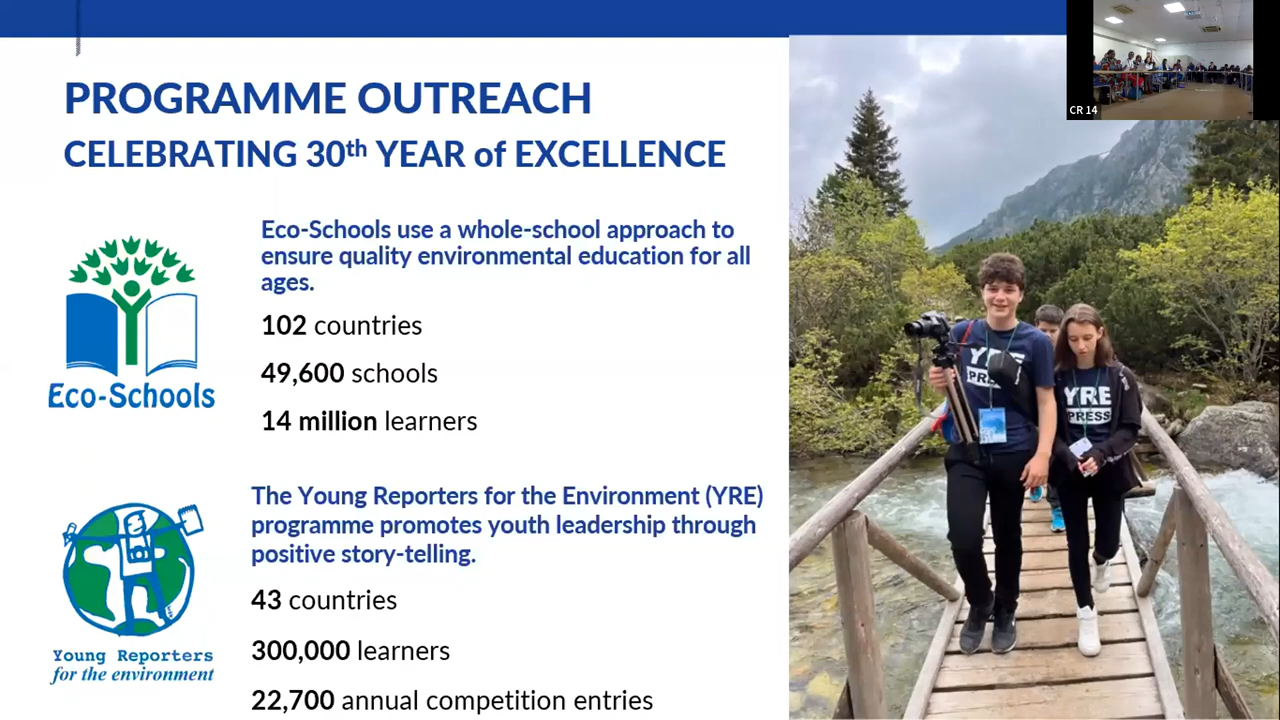 PROGRAMME OUTREACH
CELEBRATING 30th YEAR of EXCELLENCE
Eco-Schools use a whole-school approach to
ensure quality environmental education for all
ages.
102 countries
49,600 schools
14 million learners
Eco-Schools
The Young Reporters for the Environment (YRE)
programme promotes youth leadership through
positive story-telling.
43 countries
300,000 learners
22,700 annual competition entries
Young Reporters
for the environment
CR 14
YRE
PRESS